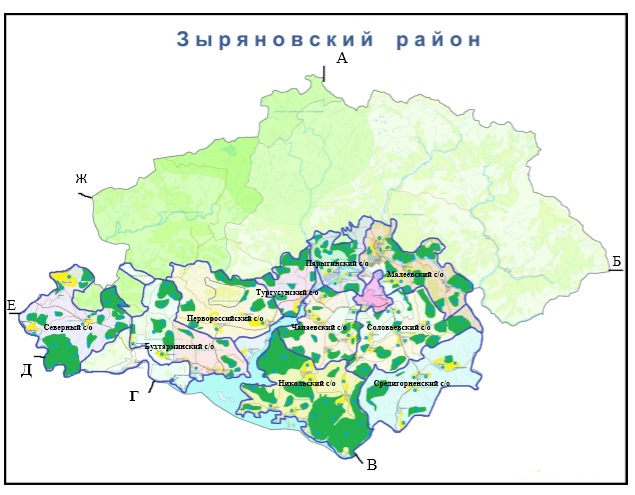 Зыряновский район
А
Ж
Б
Парыгинский с/о
Малеевский с/о
Тургусунский с/о
Е
Северный с/о
Первороссийский с/о
Чапаевский с/о
Соловьевский с/о
Бухтарминский с/о
Д
Никольский с/о
Средигорненский с/о
Г
В